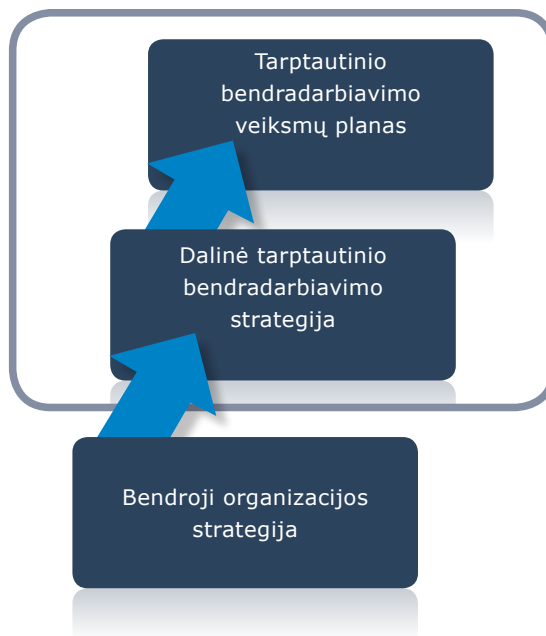 Tarptautinio
bendradarbiavimo
veiksmų planas
Dalinė tarptautinio
bendradarbiavimo
strategija
Bendroji organizacijos
strategija